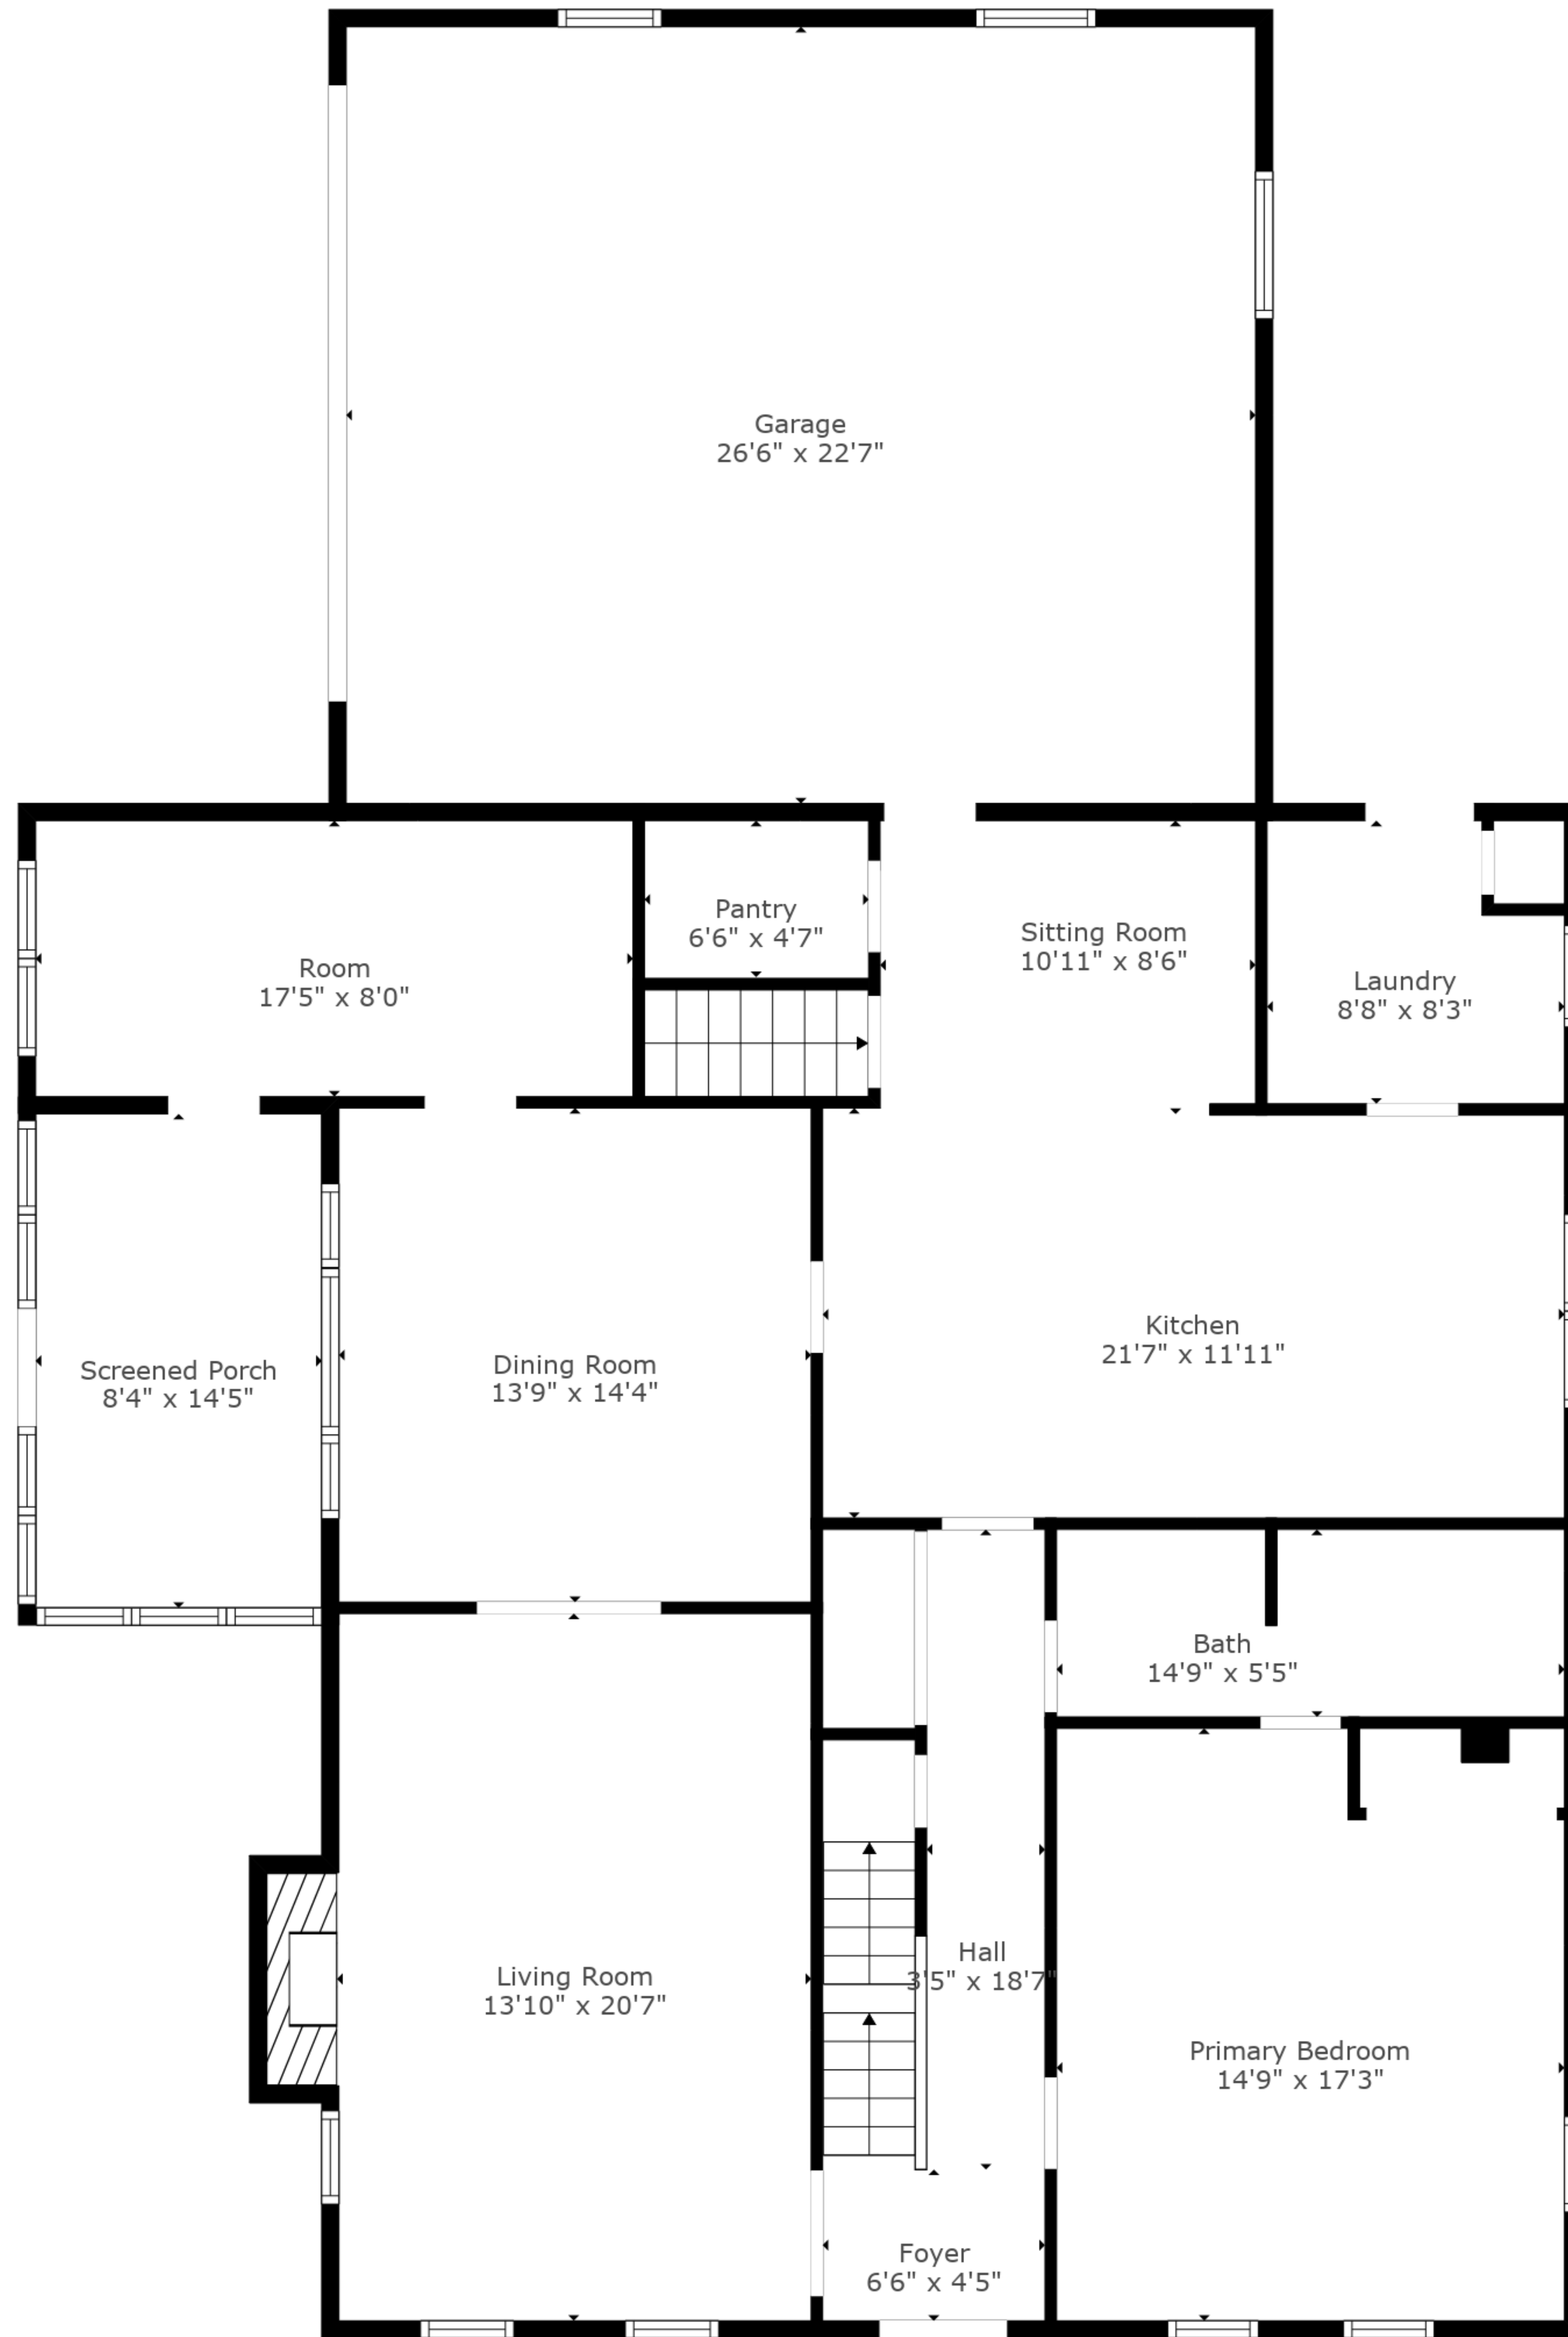 Garage
26'6" x 22'7"
Pantry
6'6" x 4'7"
Sitting Room
10'11" x 8'6"
Room
17'5" x 8'0"
Laundry
8'8" x 8'3"
Kitchen
21'7" x 11'11"
Screened Porch
8'4" x 14'5"
Dining Room
13'9" x 14'4"
Bath
14'9" x 5'5"
Hall
3'5" x 18'7"
Living Room
13'10" x 20'7"
Primary Bedroom
14'9" x 17'3"
Foyer
6'6" x 4'5"